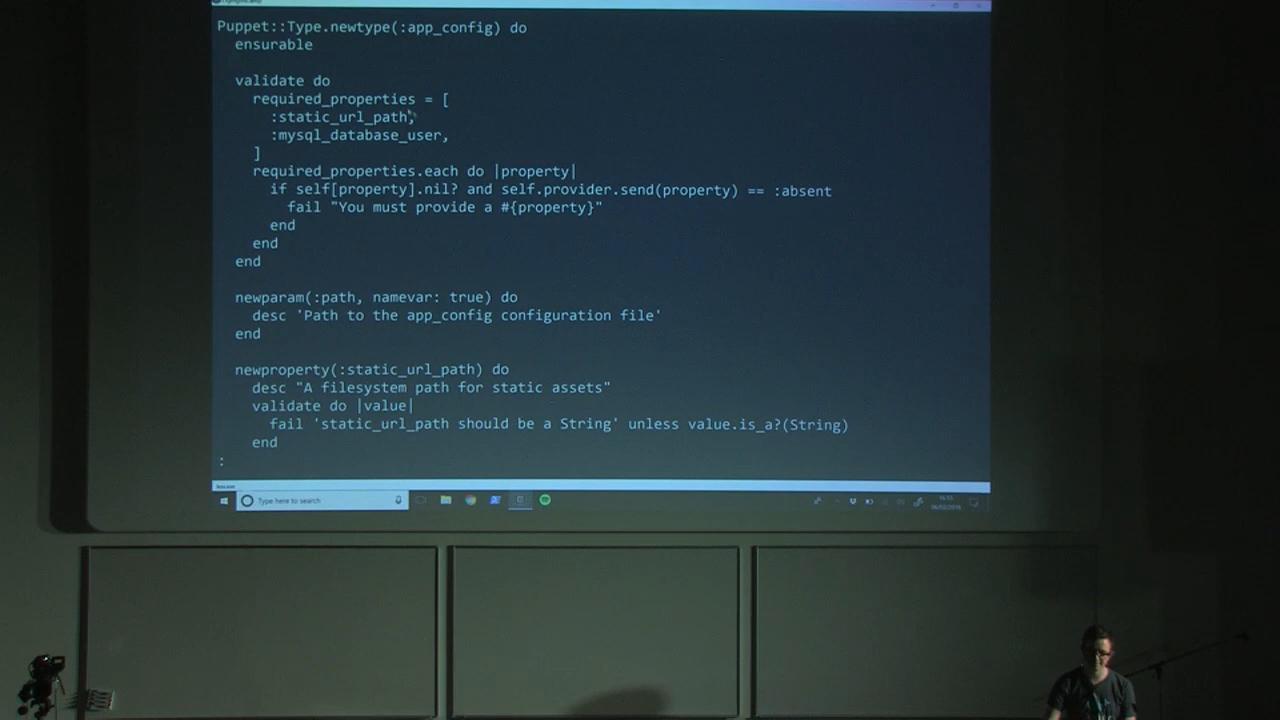 Puppet::Type.newtype(:app_config) do
ensurable
validate do
required_properties = [
:static_url_path,
:mysql_database_user,
]
required_properties.each do |property|
if self[property].nil? and self.provider.send(property) == :absent
fail "You must provide a #{property}"
end
end
end
newparam(:path, namevar: true) do
desc 'Path to the app_config configuration file'
end
newproperty(:static_url_path) do
desc "A filesystem path for static assets"
validate do |value|
fail 'static_url_path should be a String' unless value.is_a?(String)
end
:
Type here to search